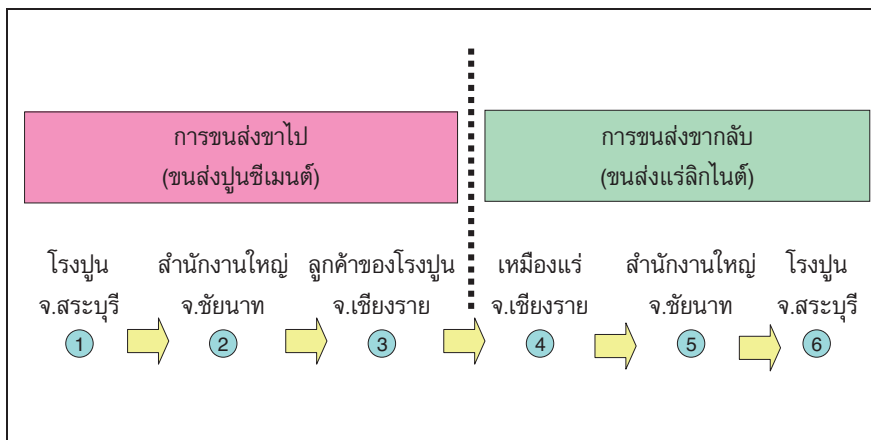 การขนส่งขาไป
(ขนส่งปูนซีเมนต์)
การขนส่งขากลับ
(ขนส่งแร่ลิกไนต์)
โรงปูน สำนักงานใหญ่ ลูกค้าของโรงปูน เหมืองแร่ สำนักงานใหญ่ โรงปูน
จ.สระบุรี จ.ชัยนาท จ.เชียงราย จ.เชียงราย จ.ชัยนาท จ.สระบุรี
1 2 3 4 5 6